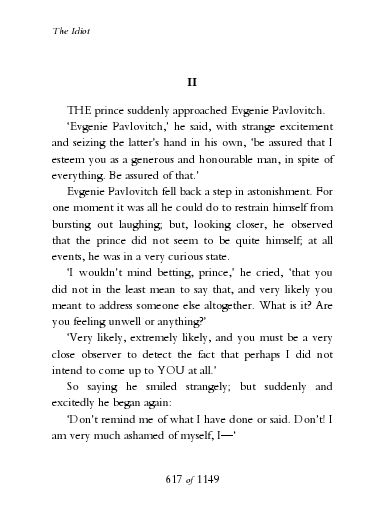 The Idiot
II
THE prince suddenly approached Evgenie Pavlovitch.
‘Evgenie Pavlovitch,’ he said, with strange excitement
and seizing the latter’s hand in his own, ‘be assured that I
esteem you as a generous and honourable man, in spite of
everything. Be assured of that.’
Evgenie Pavlovitch fell back a step in astonishment. For
one moment it was all he could do to restrain himself from
bursting out laughing; but, looking closer, he observed
that the prince did not seem to be quite himself; at all
events, he was in a very curious state.
‘I wouldn’t mind betting, prince,’ he cried, ‘that you
did not in the least mean to say that, and very likely you
meant to address someone else altogether. What is it? Are
you feeling unwell or anything?’
‘Very likely, extremely likely, and you must be a very
close observer to detect the fact that perhaps I did not
intend to come up to YOU at all.’
So saying he smiled strangely; but suddenly and
excitedly he began again:
‘Don’t remind me of what I have done or said. Don’t! I
am very much ashamed of myself, I—‘
617 of 1149